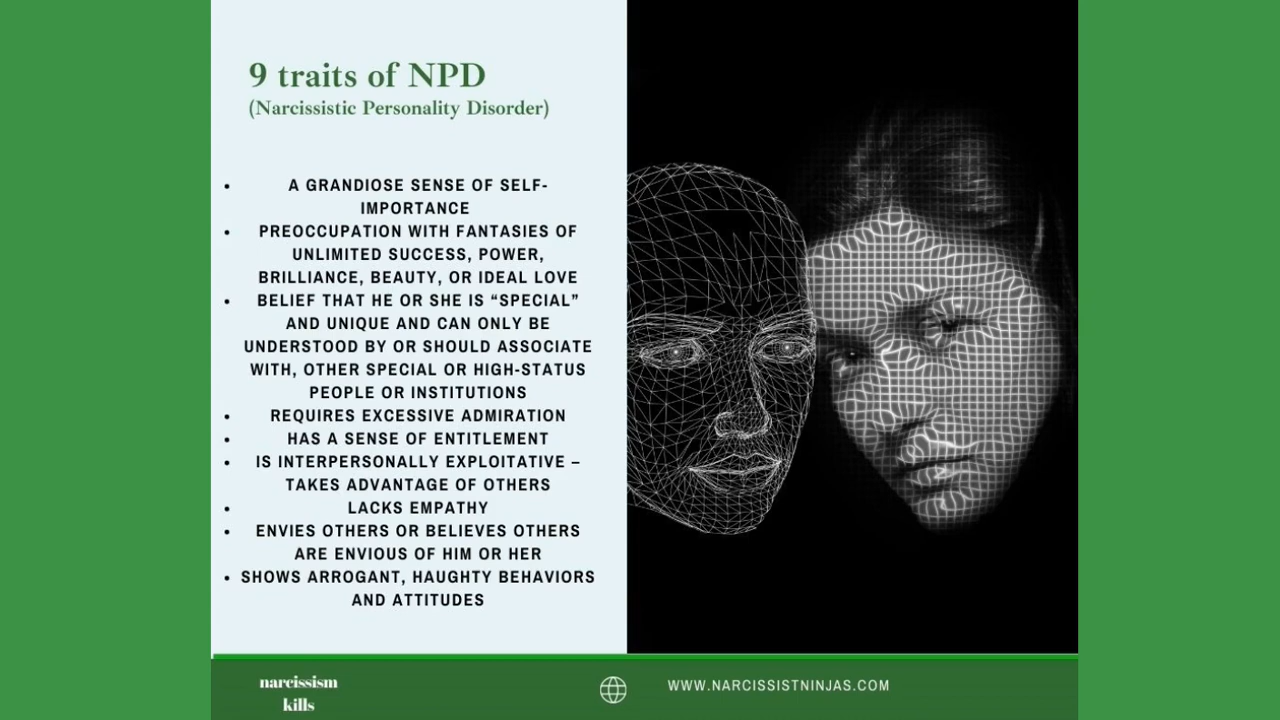 9 traits of NPD
(Narcissistic Personality Disorder)
• A GRANDIOSE SENSE OF SELF-
IMPORTANCE
• PREOCCUPATION WITH FANTASIES OF
UNLIMITED SUCCESS, POWER,
BRILLIANCE, BEAUTY, OR IDEAL LOVE
• BELIEF THAT HE OR SHE IS “SPECIAL”
AND UNIQUE AND CAN ONLY BE
UNDERSTOOD BY OR SHOULD ASSOCIATE
WITH, OTHER SPECIAL OR HIGH-STATUS
PEOPLE OR INSTITUTIONS
• REQUIRES EXCESSIVE ADMIRATION
• HAS A SENSE OF ENTITLEMENT
• IS INTERPERSONALLY EXPLOITATIVE –
TAKES ADVANTAGE OF OTHERS
• LACKS EMPATHY
• ENVIES OTHERS OR BELIEVES OTHERS
ARE ENVIOUS OF HIM OR HER
• SHOWS ARROGANT, HAUGHTY BEHAVIORS
AND ATTITUDES
narcissism
kills
WWW.NARCISSISTNINJAS.COM